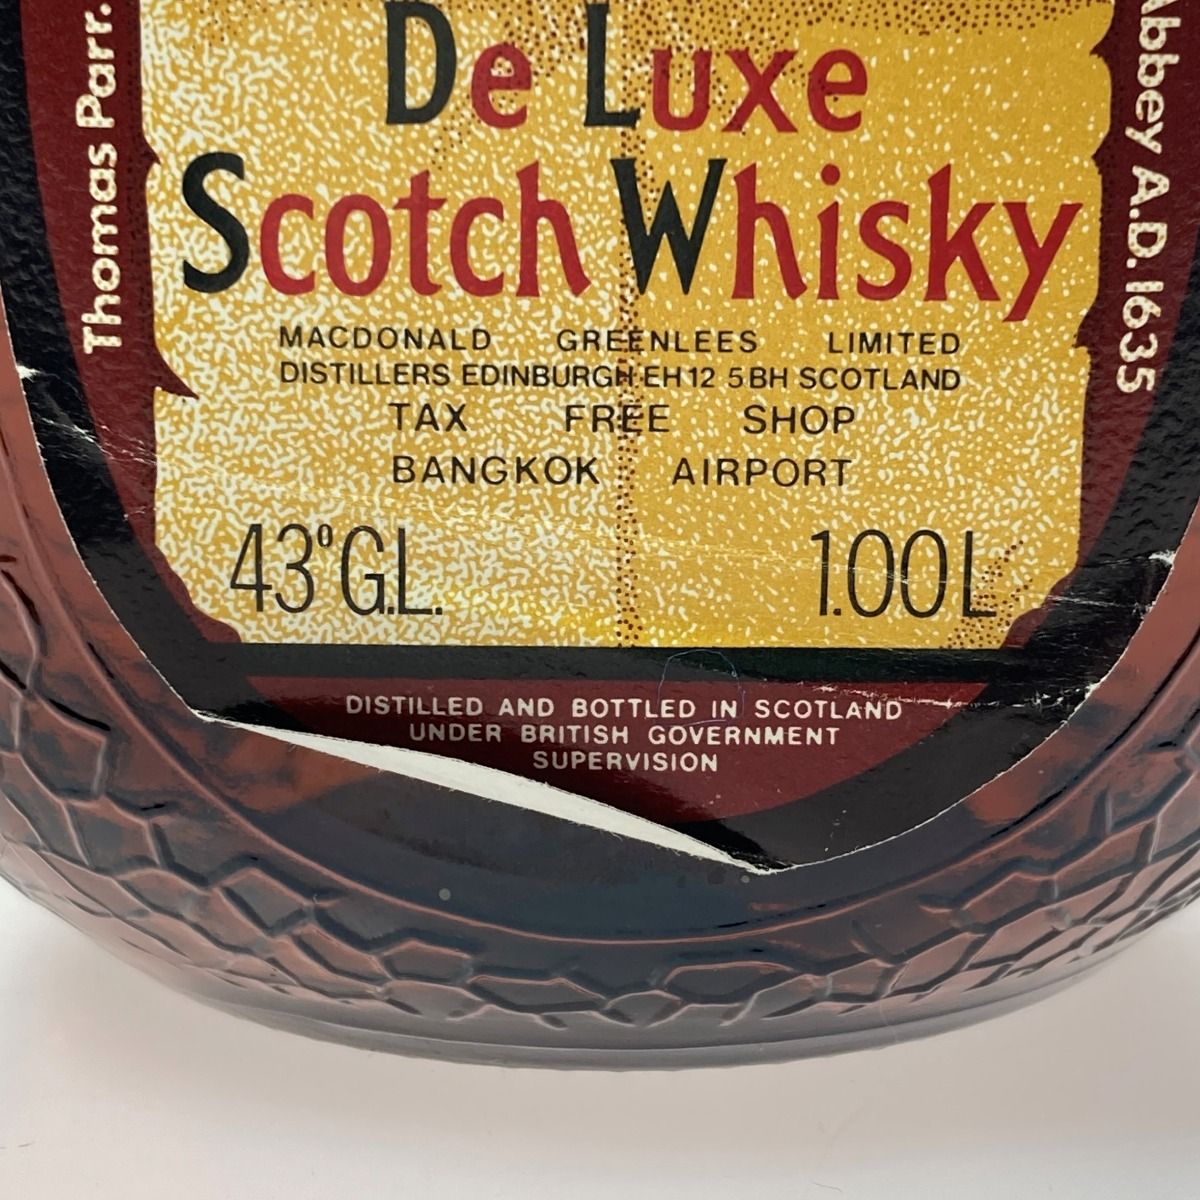 De Luxe
Scotch Whisky
MACDONALD GREENLEES LIMITED
DISTILLERS EDINBURGH EH12 5BH SCOTLAND
TAX FREE SHOP
BANGKOK AIRPORT
43° G.L. 1.00 L
DISTILLED AND BOTTLED IN SCOTLAND
UNDER BRITISH GOVERNMENT
SUPERVISION
Thomas Parr.
Abbey A.D. 1635